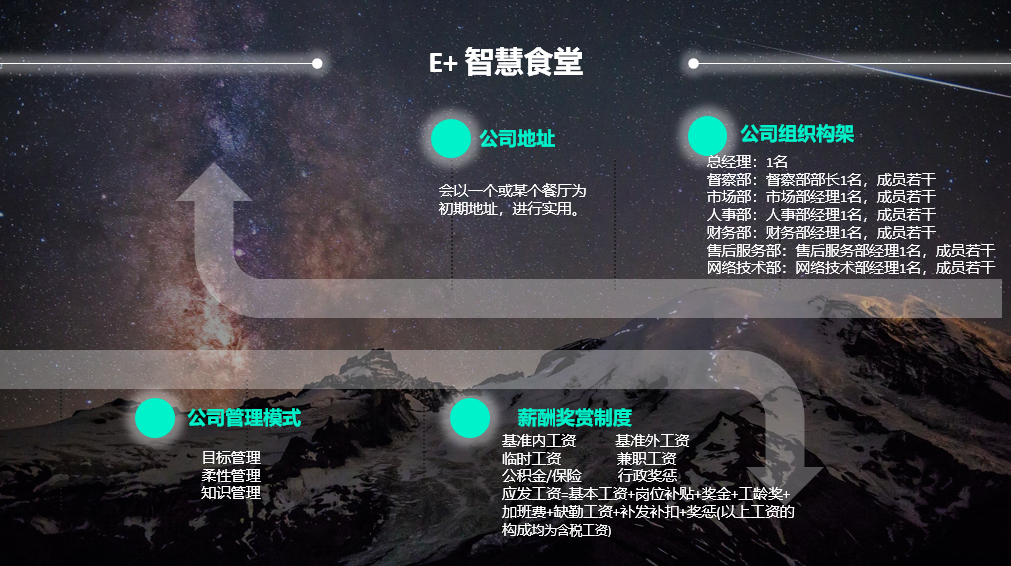 E+ 智慧食堂
公司地址
会以一个或某个餐厅为
初期地址，进行实用。
公司组织构架
总经理：1名
督察部：督察部部长1名，成员若干
市场部：市场部经理1名，成员若干
人事部：人事部经理1名，成员若干
财务部：财务部经理1名，成员若干
售后服务部：售后服务部经理1名，成员若干
网络技术部：网络技术部经理1名，成员若干
公司管理模式
目标管理
柔性管理
知识管理
薪酬奖赏制度
基准内工资 基准外工资
临时工资 兼职工资
公积金/保险 行政奖惩
应发工资=基本工资+岗位补贴+奖金+工龄奖+
加班费+缺勤工资+补发补扣+奖惩(以上工资的
构成均为含税工资)